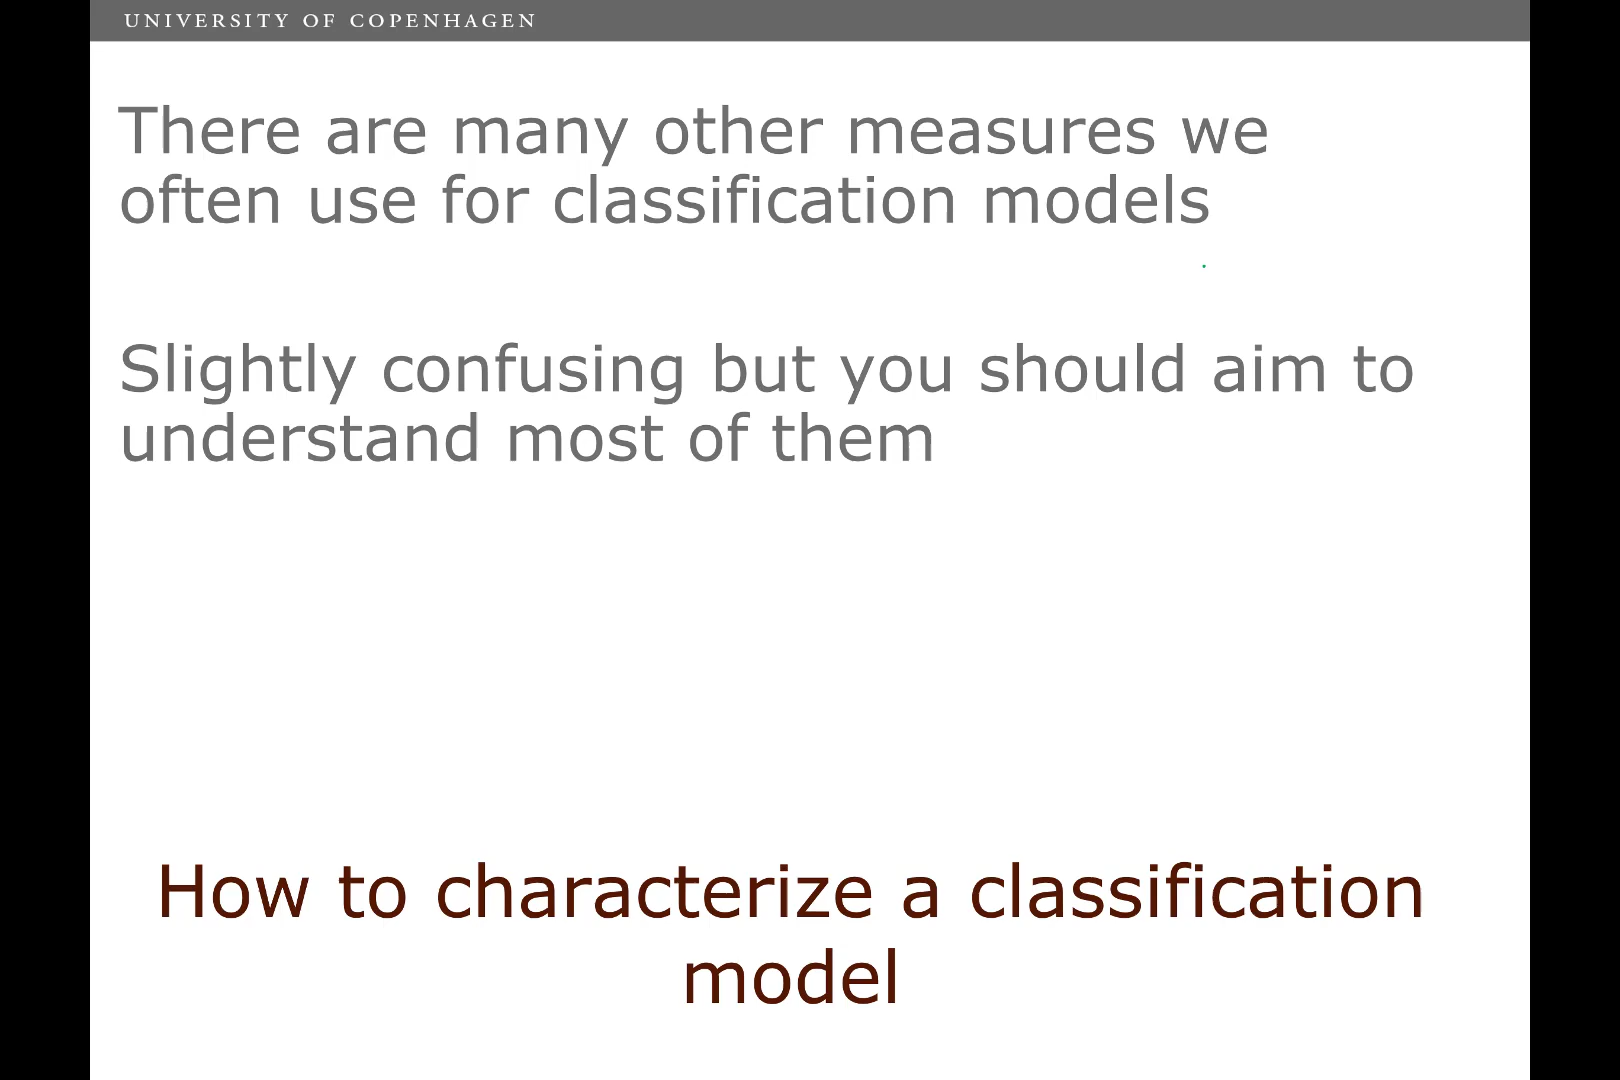 UNIVERSITY OF COPENHAGEN
There are many other measures we
often use for classification models
Slightly confusing but you should aim to
understand most of them
How to characterize a classification
model